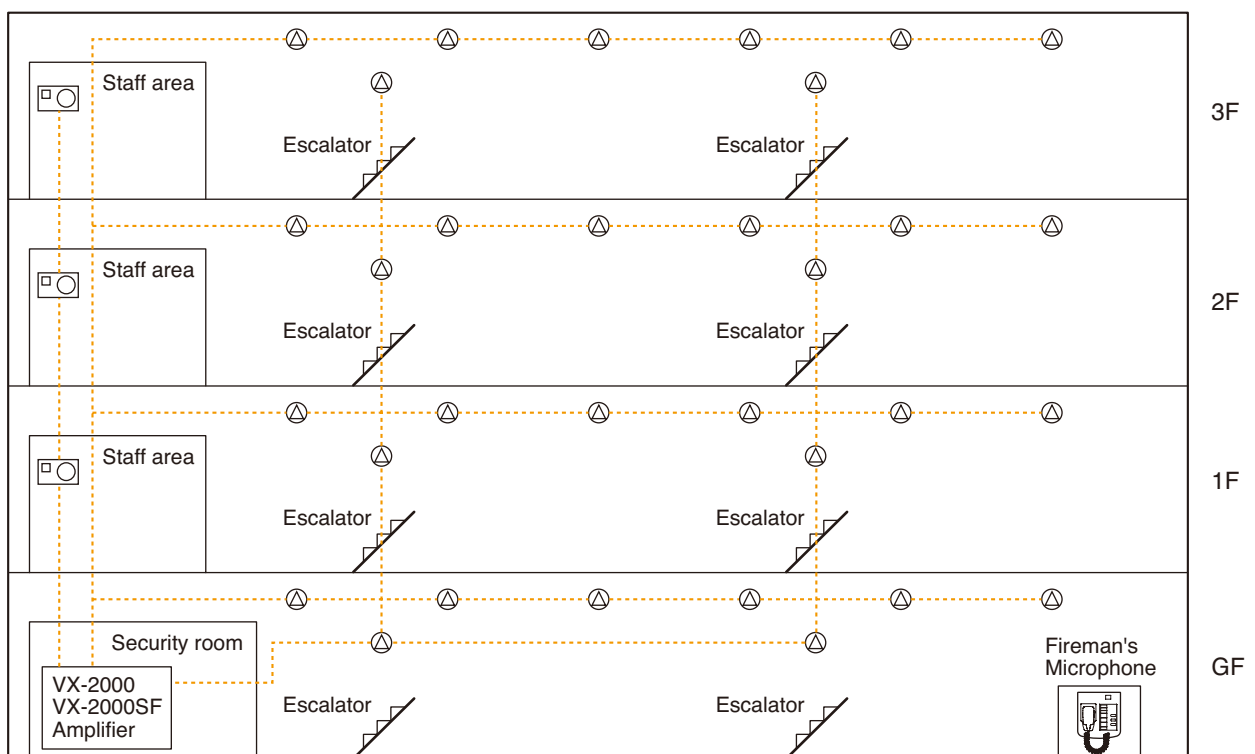 Staff area
3F
Escalator
Escalator
Staff area
2F
Escalator
Escalator
Staff area
1F
Escalator
Escalator
Security room
Fireman's
Microphone
GF
VX-2000
VX-2000SF
Amplifier
Escalator
Escalator